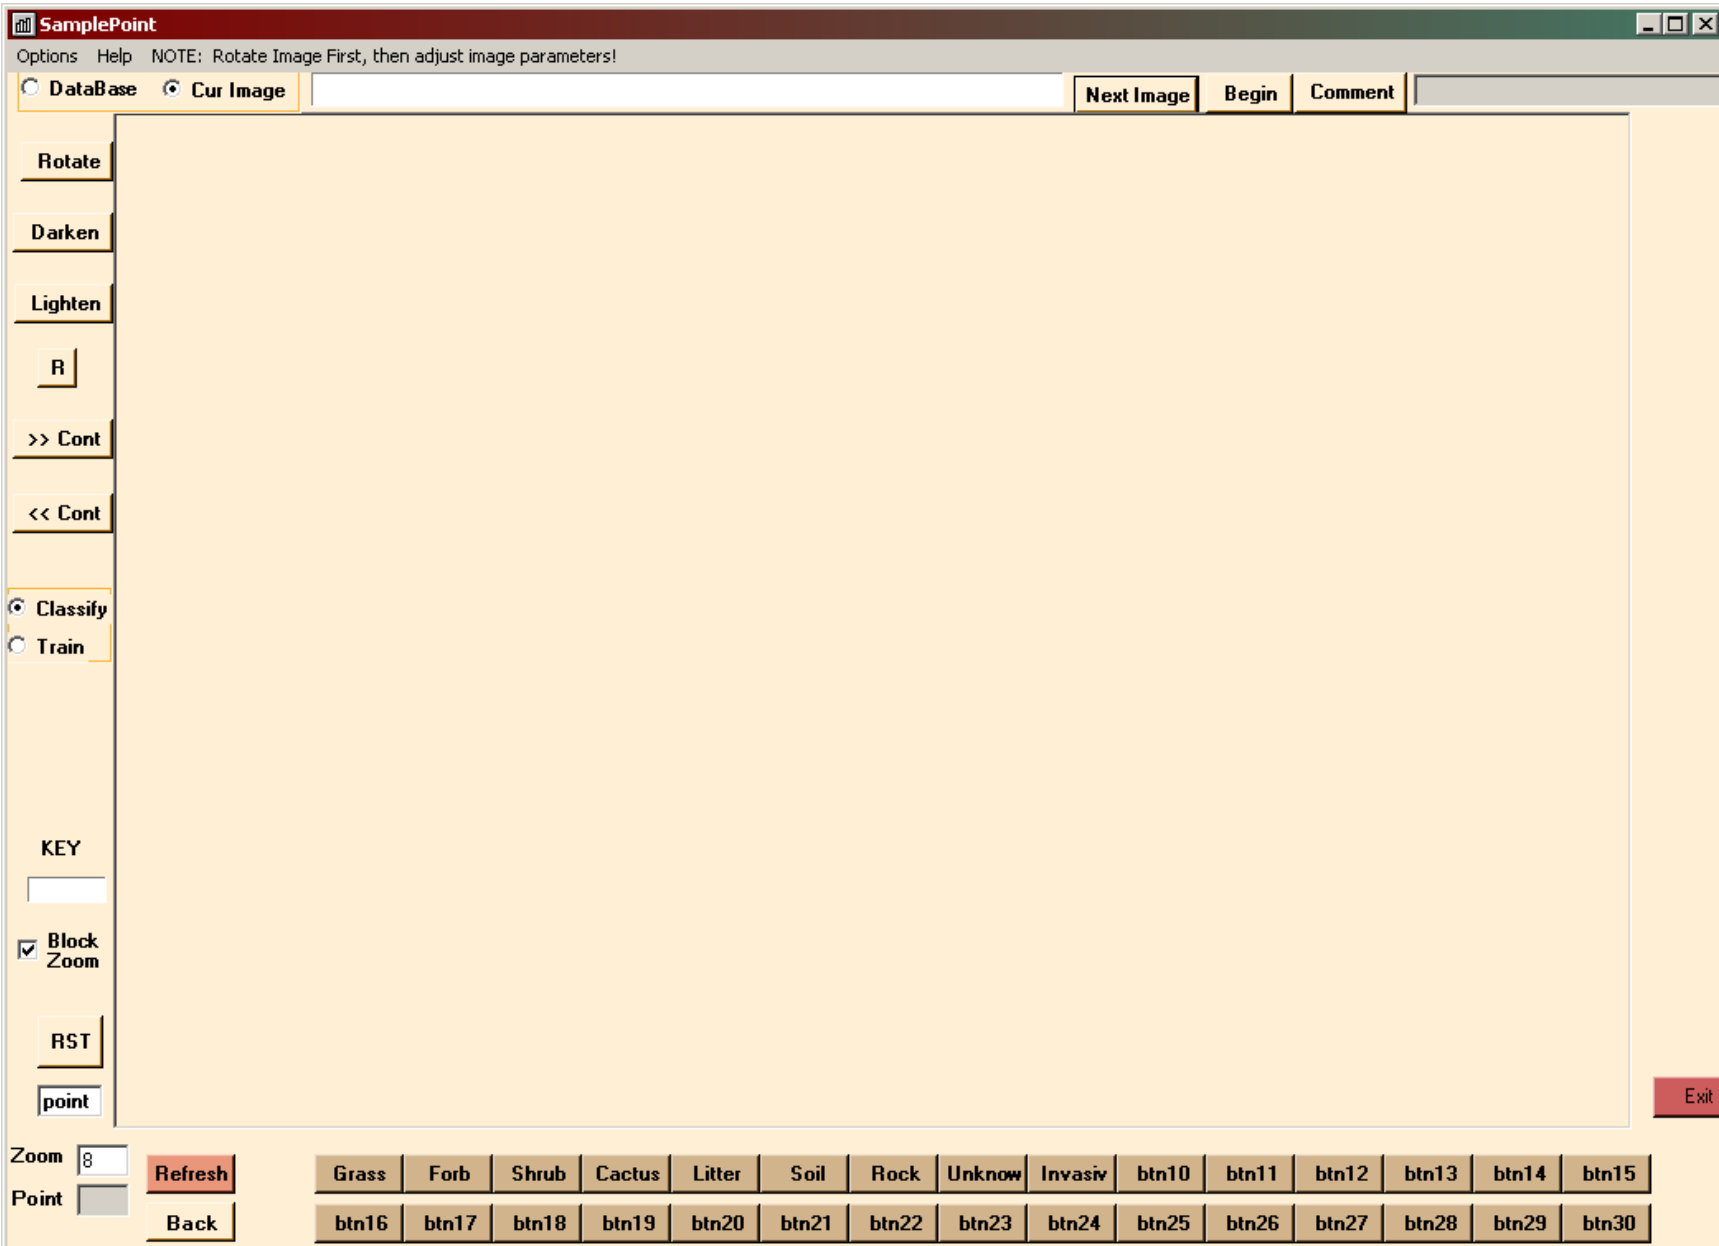 SamplePoint
Options Help NOTE: Rotate Image First, then adjust image parameters!
DataBase Cur Image Next Image Begin Comment
Rotate
Darken
Lighten
R
>> Cont
<< Cont
Classify
Train
KEY
Block
Zoom
RST
point
Exit
Zoom 8
Refresh Grass Forb Shrub Cactus Litter Soil Rock Unknow Invasiv btn10 btn11 btn12 btn13 btn14 btn15
Point
Back btn16 btn17 btn18 btn19 btn20 btn21 btn22 btn23 btn24 btn25 btn26 btn27 btn28 btn29 btn30